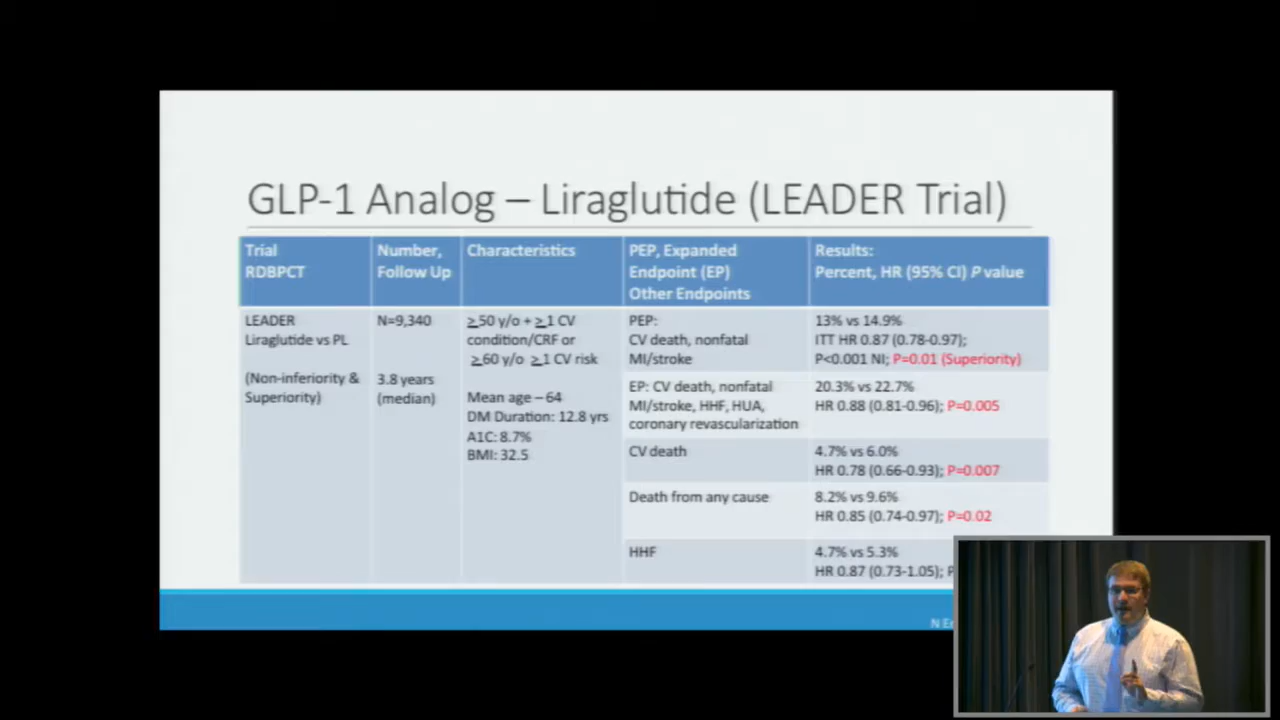 GLP-1 Analog – Liraglutide (LEADER Trial)
Trial
RDBPCT
Number,
Follow Up
Characteristics
PEP, Expanded
Endpoint (EP)
Other Endpoints
Results:
Percent, HR (95% CI) P value
LEADER
Liraglutide vs PL
(Non-inferiority &
Superiority)
N=9,340
3.8 years
(median)
≥50 y/o + ≥1 CV
condition/CRF or
≥60 y/o ≥1 CV risk
Mean age – 64
DM Duration: 12.8 yrs
A1C: 8.7%
BMI: 32.5
PEP:
CV death, nonfatal
MI/stroke
13% vs 14.9%
ITT HR 0.87 (0.78-0.97);
P<0.001 NI; P=0.01 (Superiority)
EP: CV death, nonfatal
MI/stroke, HHF, HUA,
coronary revascularization
20.3% vs 22.7%
HR 0.88 (0.81-0.96); P=0.005
CV death
4.7% vs 6.0%
HR 0.78 (0.66-0.93); P=0.007
Death from any cause
8.2% vs 9.6%
HR 0.85 (0.74-0.97); P=0.02
HHF
4.7% vs 5.3%
HR 0.87 (0.73-1.05); P
N E